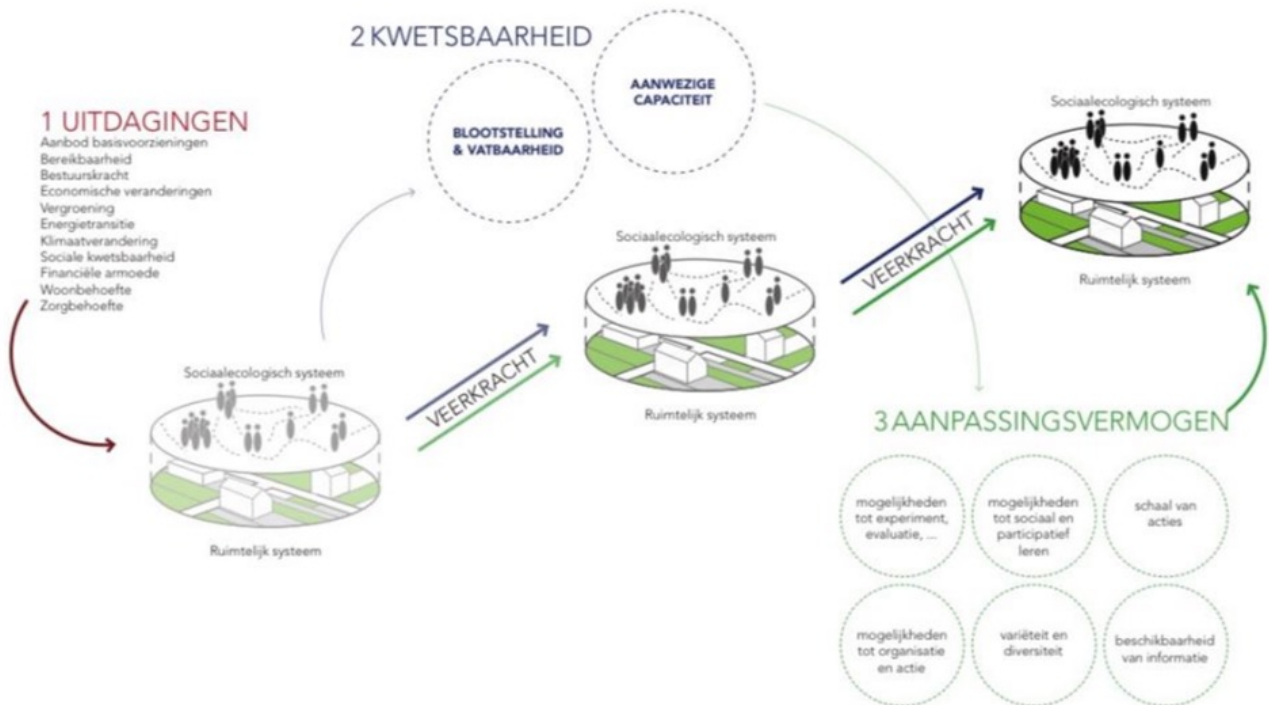 2 KWETSBAARHEID
AANWEZIGE
CAPACITEIT
BLOOTSTELLING
& VATBAARHEID
1 UITDAGINGEN
Aanbod basisvoorzieningen
Bereikbaarheid
Bestuurskracht
Economische veranderingen
Vergroening
Energietransitie
Klimaatverandering
Sociale kwetsbaarheid
Financiële armoede
Woonbehoefte
Zorgbehoefte
Sociaalecologisch systeem
Ruimtelijk systeem
VEERKRACHT
Sociaalecologisch systeem
Ruimtelijk systeem
VEERKRACHT
Sociaalecologisch systeem
Ruimtelijk systeem
3 AANPASSINGSVERMOGEN
mogelijkheden
tot experiment,
evaluatie, ...
mogelijkheden
tot sociaal en
participatief
leren
schaal van
acties
mogelijkheden
tot organisatie
en actie
variëteit en
diversiteit
beschikbaarheid
van informatie